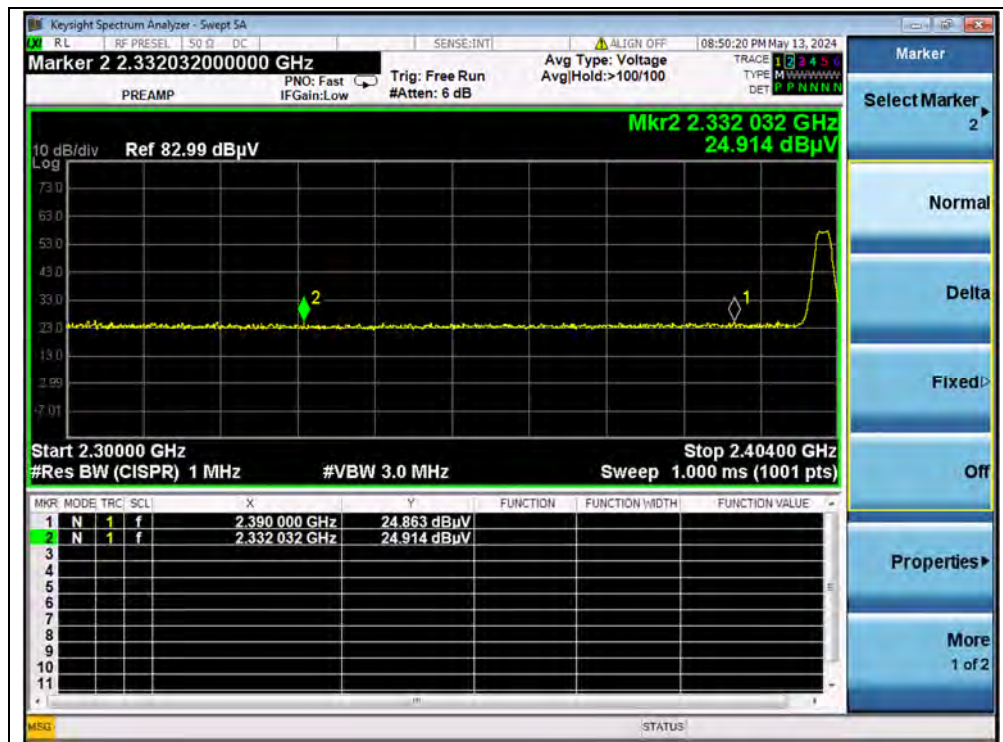 Keysight Spectrum Analyzer - Swept SA
RL RF PRESEL 50 Ω DC SENSE:INT ALIGN OFF 08:50:20 PM May 13, 2024
Marker 2 2.332032000000 GHz
PREAMP
PNO: Fast
IFGain:Low
Trig: Free Run
#Atten: 6 dB
Avg Type: Voltage
Avg|Hold:>100/100
TRACE 1 2 3 4 5 6
TYPE M W W W W W
DET P P N N N N
Mkr2 2.332 032 GHz
24.914 dBµV
10 dB/div Ref 82.99 dBµV
Log
73.0
63.0
53.0
43.0
33.0
23.0
13.0
2.99
-7.01
2
1
Start 2.30000 GHz Stop 2.40400 GHz
#Res BW (CISPR) 1 MHz #VBW 3.0 MHz Sweep 1.000 ms (1001 pts)
MKR MODE TRC SCL X Y FUNCTION FUNCTION WIDTH FUNCTION VALUE
1 N 1 f 2.390 000 GHz 24.863 dBµV
2 N 1 f 2.332 032 GHz 24.914 dBµV
3
4
5
6
7
8
9
10
11
MSG STATUS
Marker
Select Marker
2
Normal
Delta
Fixed
Off
Properties
More
1 of 2